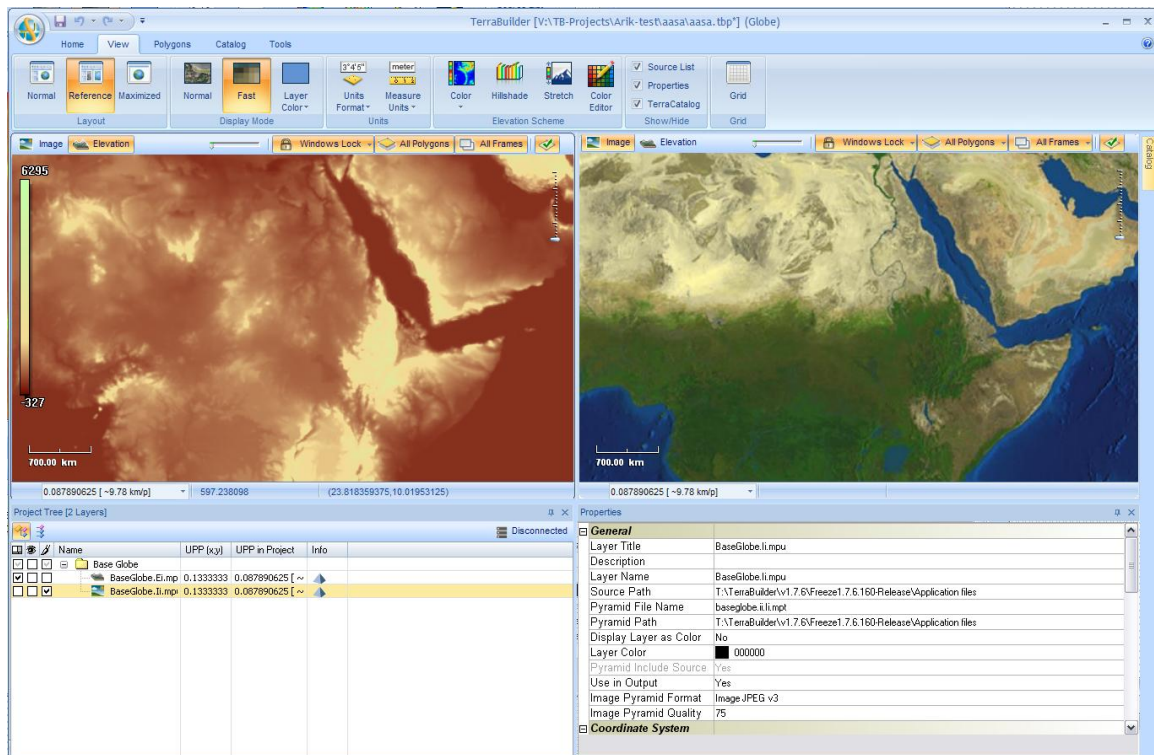 TerraBuilder [V:\TB-Projects\Arik-test\aasa\aasa.tbp*] (Globe)
Home View Polygons Catalog Tools
Normal Reference Maximized
Layout
Normal Fast Layer Color
Display Mode
3°4'5" Units Format meter Measure Units
Units
Color Hillshade Stretch Color Editor
Elevation Scheme
Source List
Properties
TerraCatalog
Show/Hide
Grid
Grid
Image Elevation Windows Lock All Polygons All Frames
6295
-327
700.00 km
0.087890625 [ ~9.78 km/p] 597.238098 (23.818359375,10.01953125)
Image Elevation Windows Lock All Polygons All Frames
Catalog
700.00 km
0.087890625 [ ~9.78 km/p]
Project Tree [2 Layers]
Disconnected
Name UPP (x,y) UPP in Project Info
Base Globe
BaseGlobe.Ei.mp 0.1333333 0.087890625 [ ~
BaseGlobe.Ii.mpu 0.1333333 0.087890625 [ ~
Properties
General
Layer Title BaseGlobe.Ii.mpu
Description
Layer Name BaseGlobe.Ii.mpu
Source Path T:\TerraBuilder\v1.7.6\Freeze1.7.6.160-Release\Application files
Pyramid File Name baseglobe.ii.Ii.mpt
Pyramid Path T:\TerraBuilder\v1.7.6\Freeze1.7.6.160-Release\Application files
Display Layer as Color No
Layer Color 000000
Pyramid Include Source Yes
Use in Output Yes
Image Pyramid Format Image JPEG v3
Image Pyramid Quality 75
Coordinate System